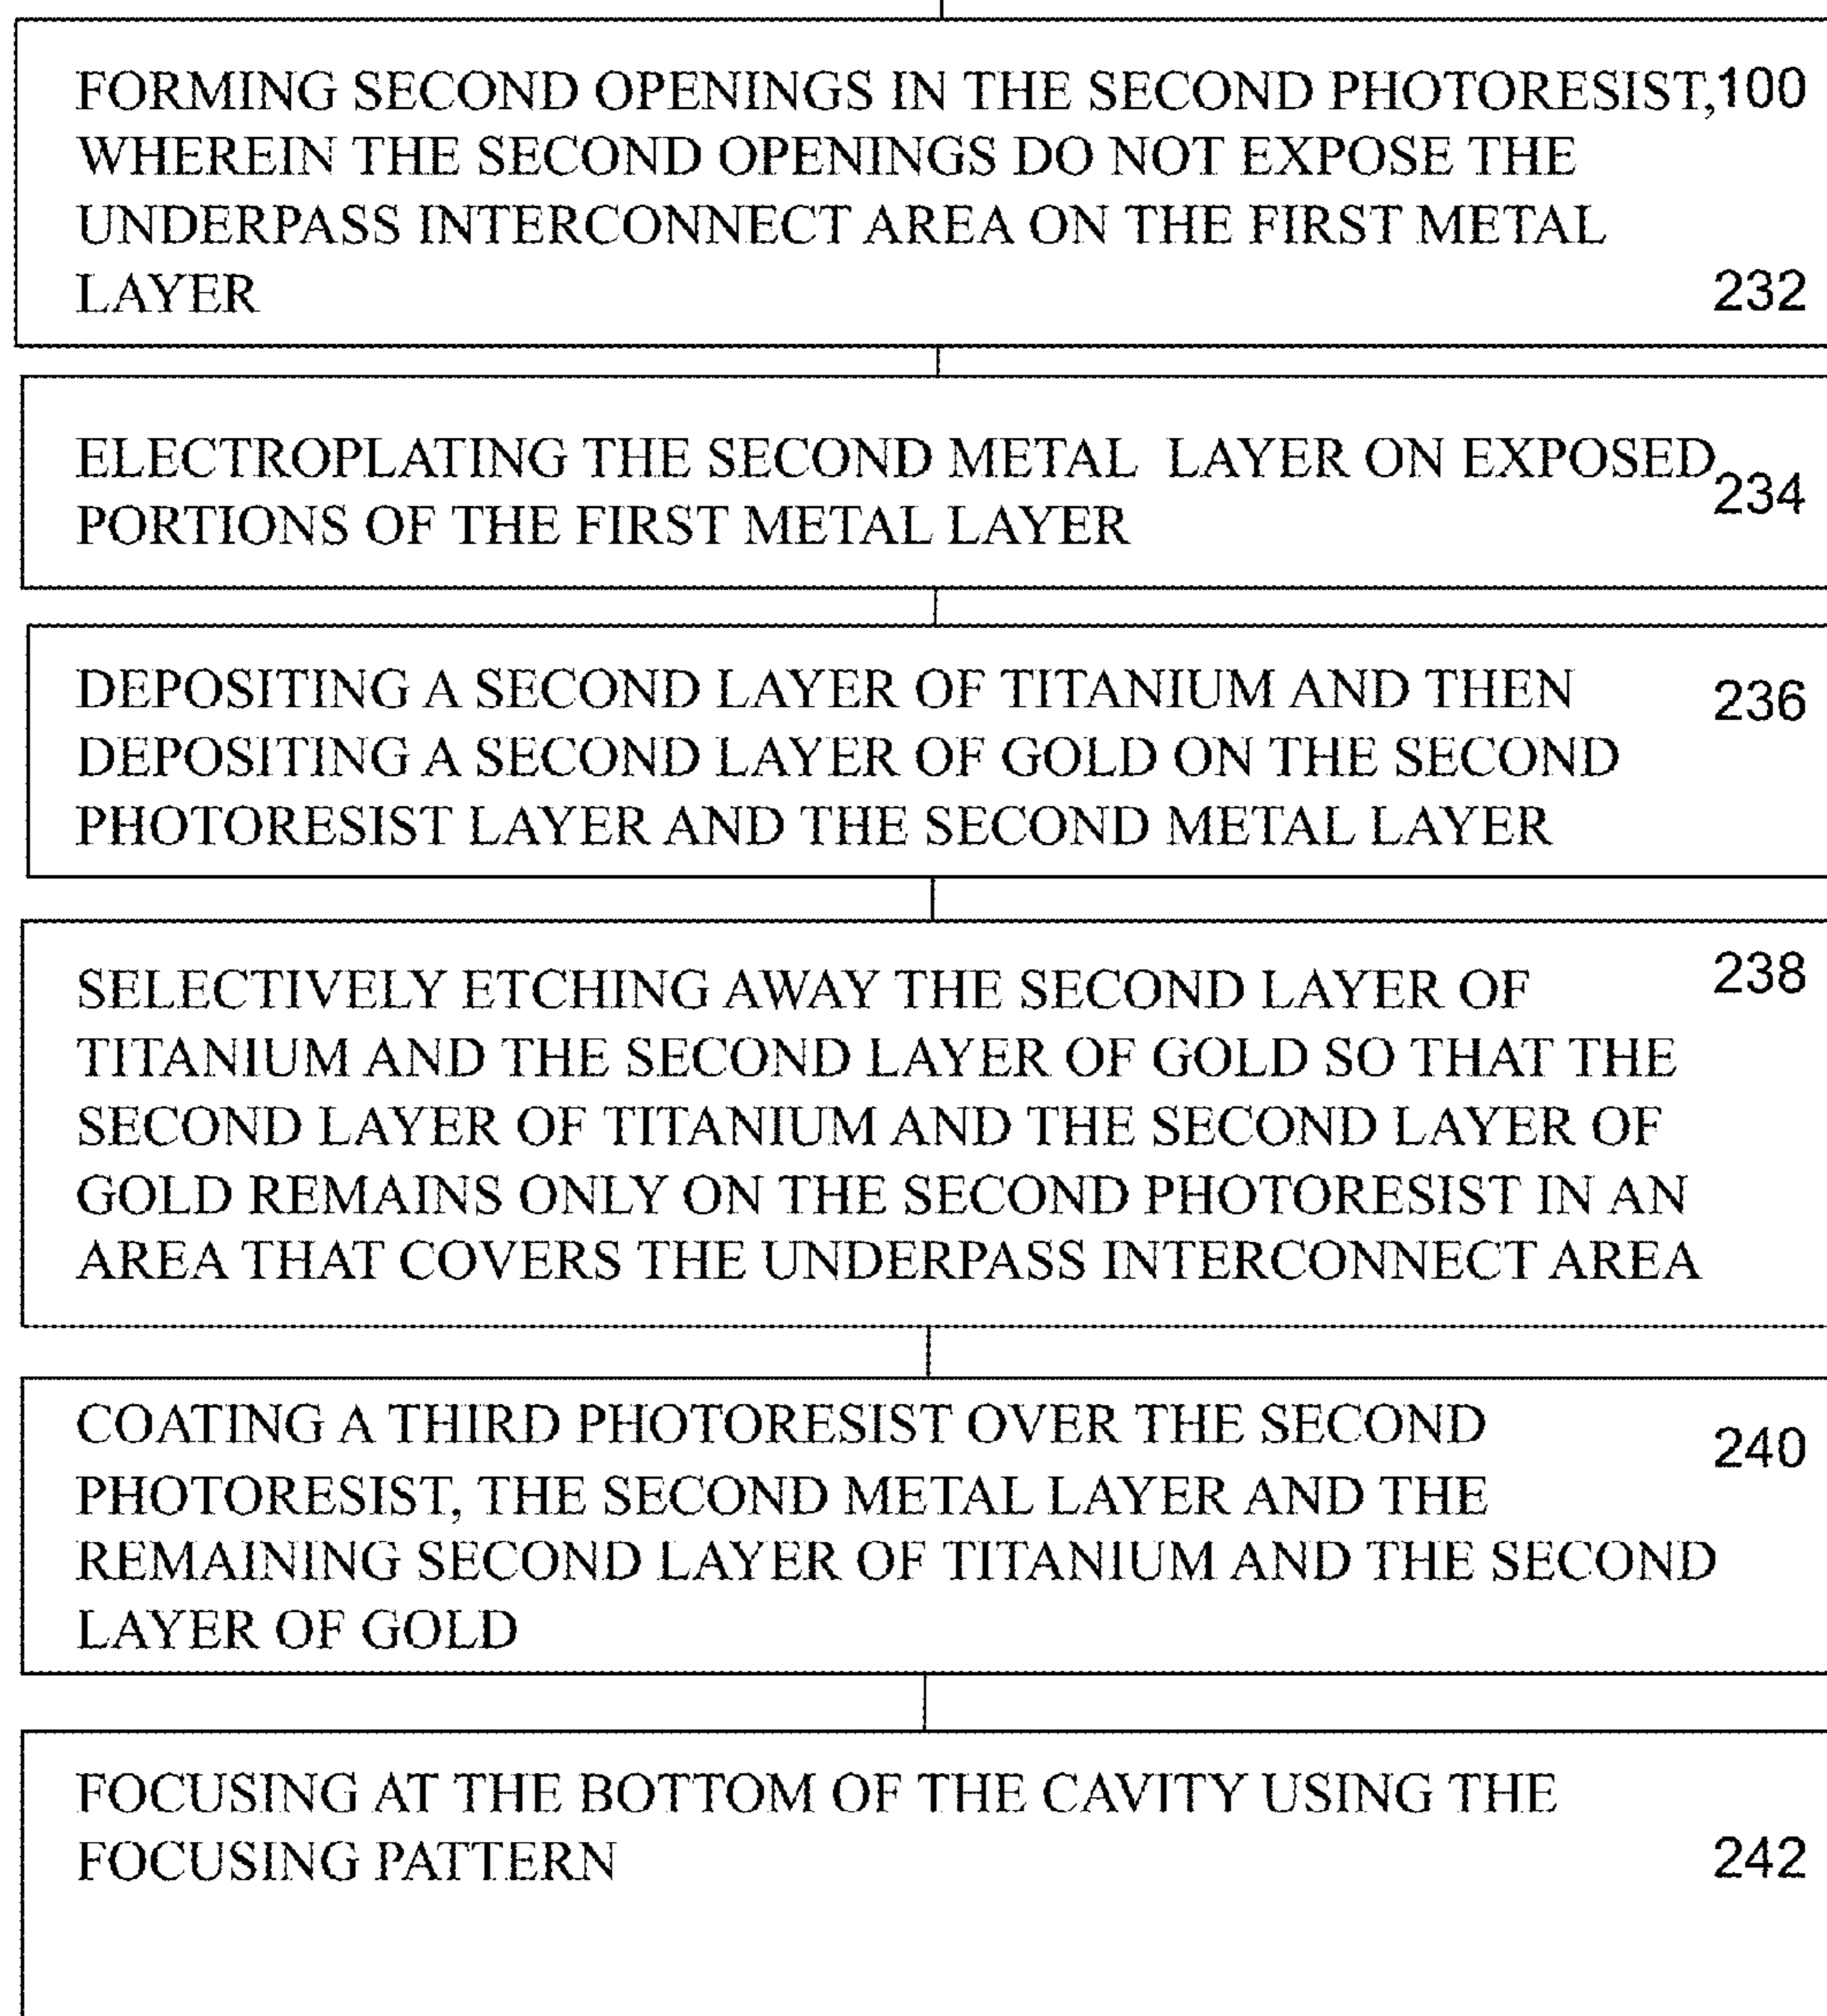 FORMING SECOND OPENINGS IN THE SECOND PHOTORESIST, 100
WHEREIN THE SECOND OPENINGS DO NOT EXPOSE THE
UNDERPASS INTERCONNECT AREA ON THE FIRST METAL
LAYER 232
ELECTROPLATING THE SECOND METAL LAYER ON EXPOSED 234
PORTIONS OF THE FIRST METAL LAYER
DEPOSITING A SECOND LAYER OF TITANIUM AND THEN 236
DEPOSITING A SECOND LAYER OF GOLD ON THE SECOND
PHOTORESIST LAYER AND THE SECOND METAL LAYER
SELECTIVELY ETCHING AWAY THE SECOND LAYER OF 238
TITANIUM AND THE SECOND LAYER OF GOLD SO THAT THE
SECOND LAYER OF TITANIUM AND THE SECOND LAYER OF
GOLD REMAINS ONLY ON THE SECOND PHOTORESIST IN AN
AREA THAT COVERS THE UNDERPASS INTERCONNECT AREA
COATING A THIRD PHOTORESIST OVER THE SECOND 240
PHOTORESIST, THE SECOND METAL LAYER AND THE
REMAINING SECOND LAYER OF TITANIUM AND THE SECOND
LAYER OF GOLD
FOCUSING AT THE BOTTOM OF THE CAVITY USING THE
FOCUSING PATTERN 242